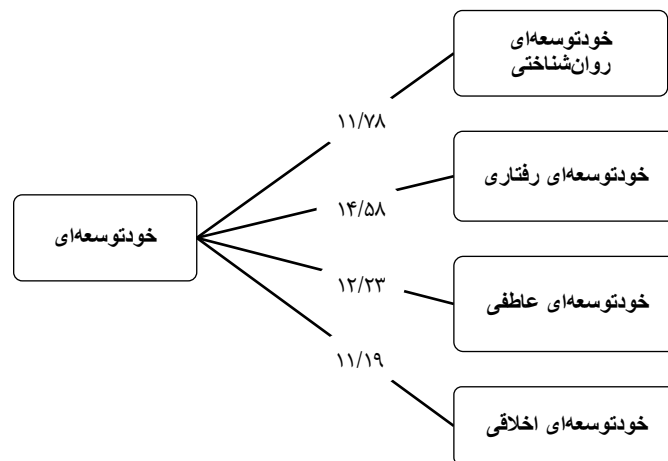 خودتوسعه‌ای
روان‌شناختی
۱۱/۷۸
خودتوسعه‌ای رفتاری
۱۴/۵۸
خودتوسعه‌ای
۱۲/۲۳
خودتوسعه‌ای عاطفی
۱۱/۱۹
خودتوسعه‌ای اخلاقی